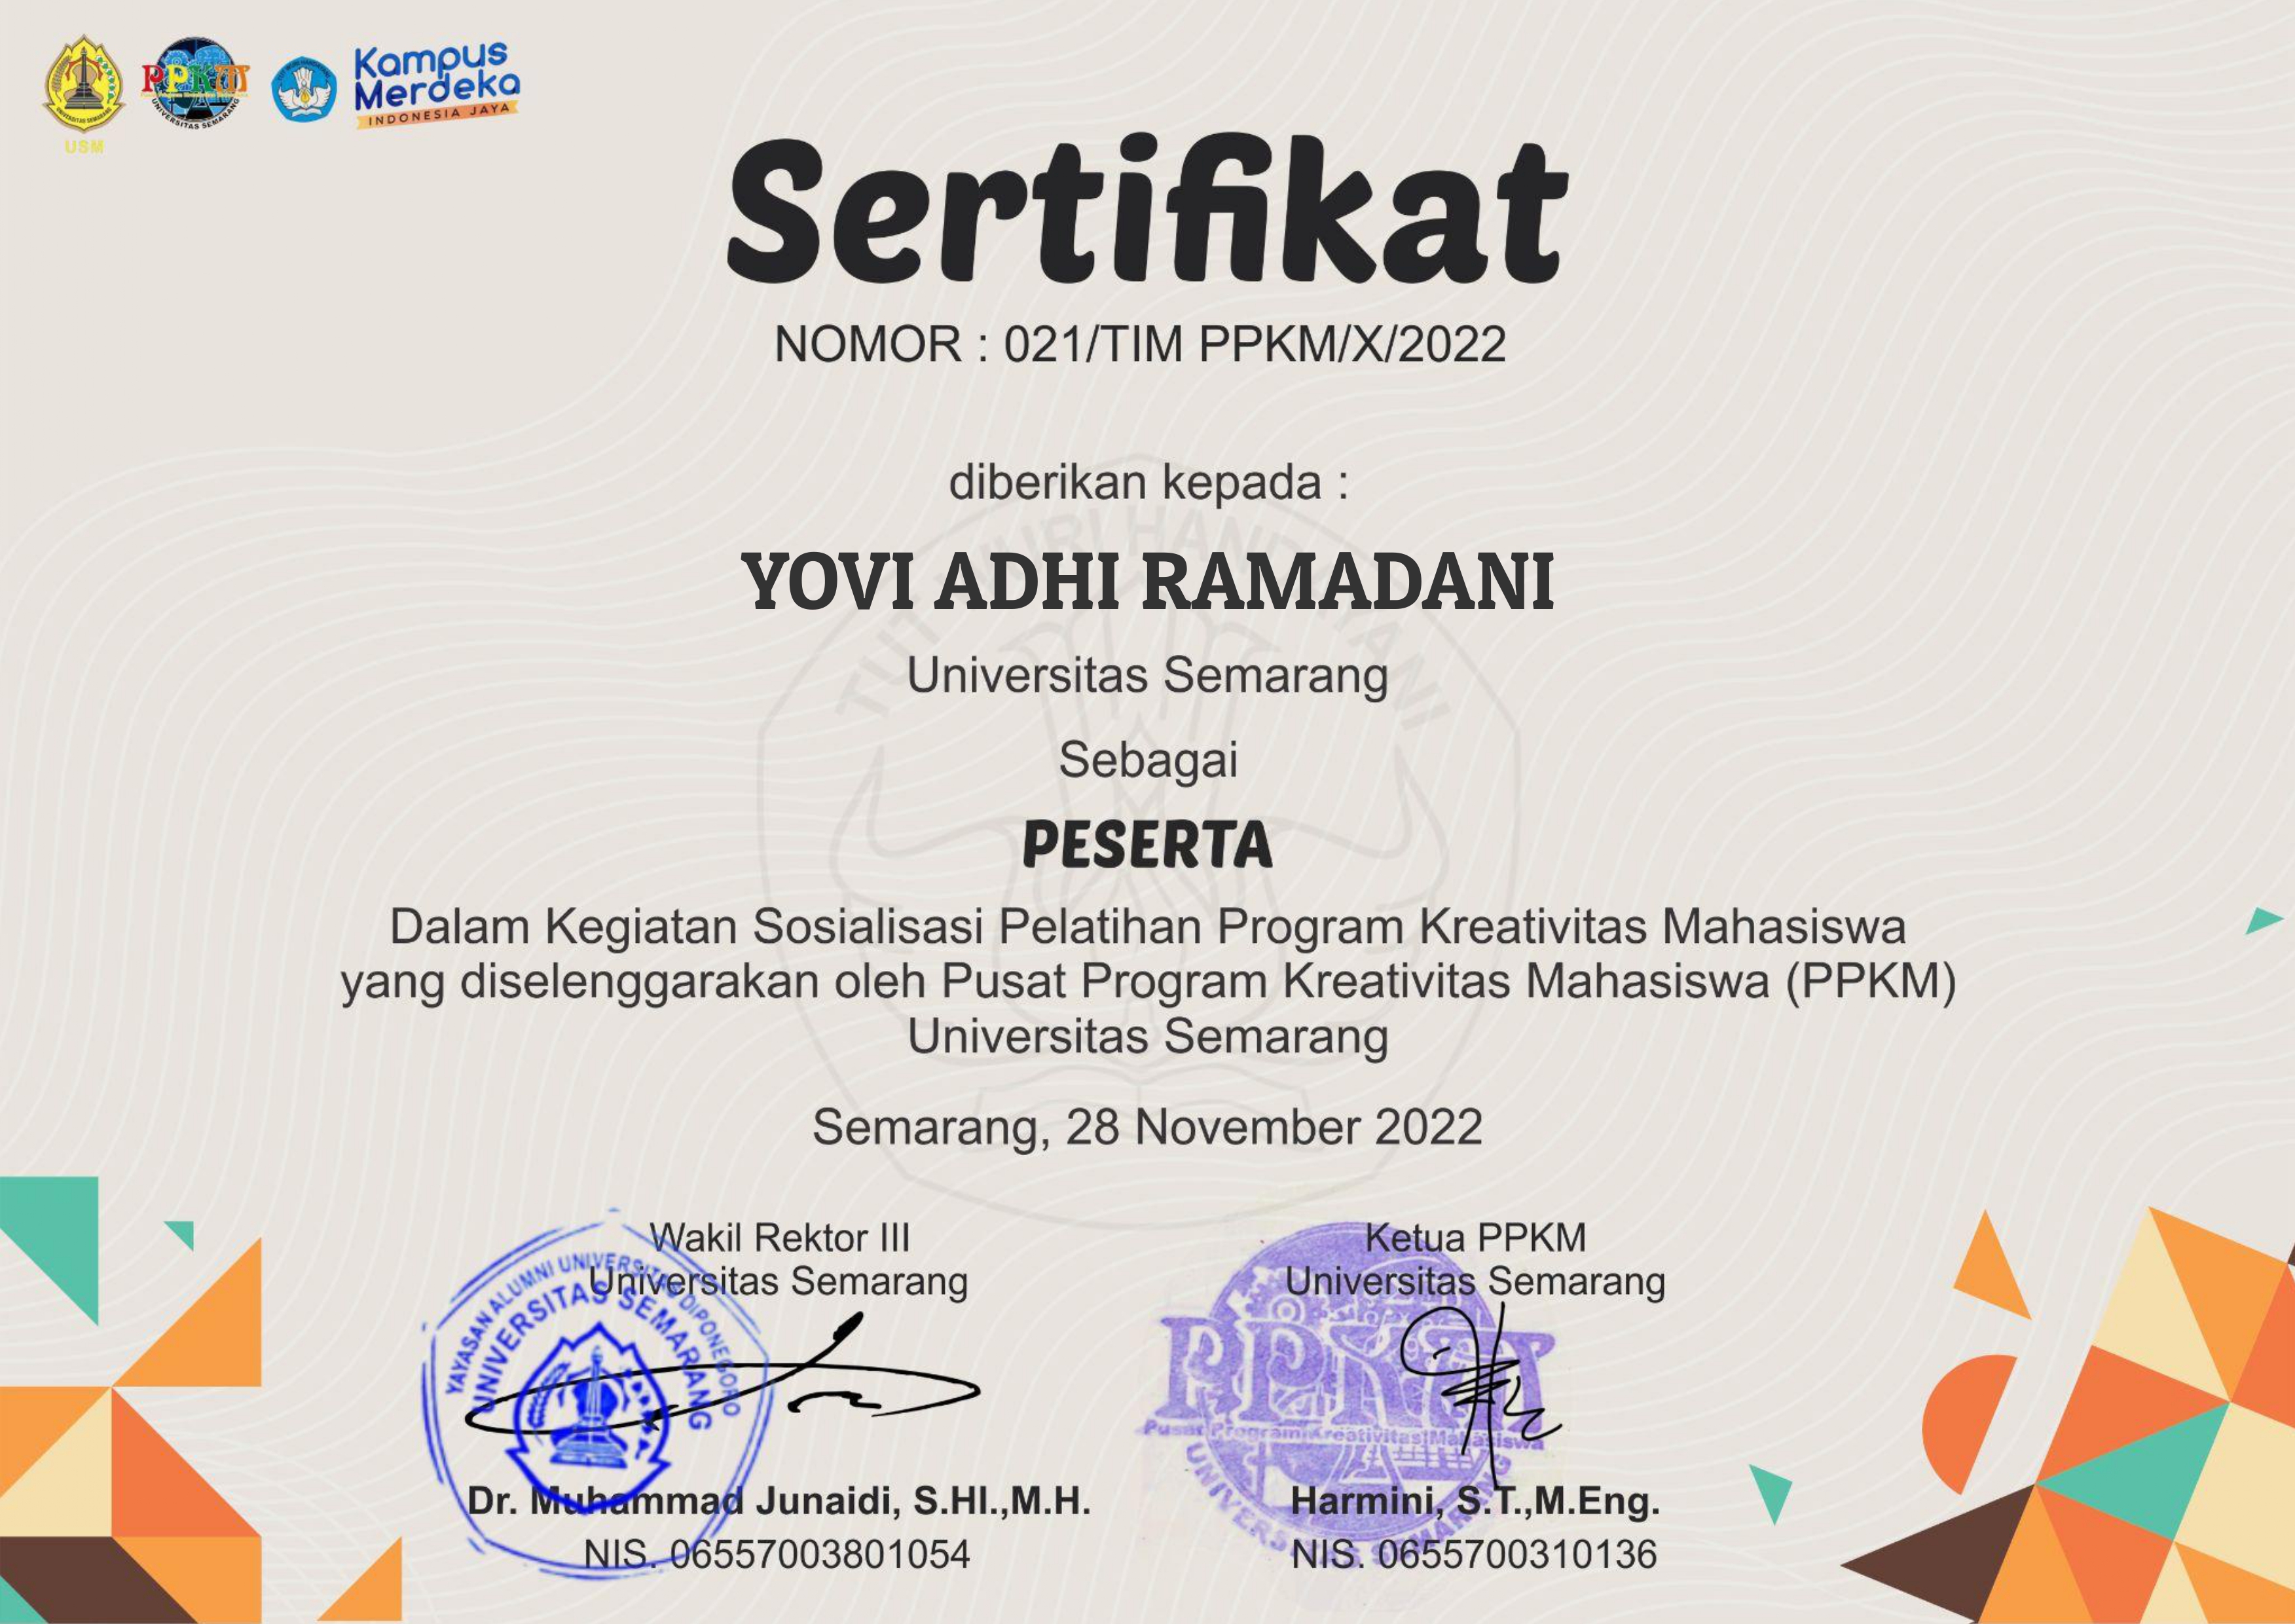 USM
PPKM
UNIVERSITAS SEMARANG
Kampus
Merdeka
INDONESIA JAYA
Sertifikat
NOMOR : 021/TIM PPKM/X/2022
diberikan kepada :
YOVI ADHI RAMADANI
Universitas Semarang
Sebagai
PESERTA
Dalam Kegiatan Sosialisasi Pelatihan Program Kreativitas Mahasiswa
yang diselenggarakan oleh Pusat Program Kreativitas Mahasiswa (PPKM)
Universitas Semarang
Semarang, 28 November 2022
TUT WURI HANDAYANI
Wakil Rektor III
Universitas Semarang
YAYASAN ALUMNI UNIVERSITAS DIPONEGORO
UNIVERSITAS SEMARANG
Dr. Muhammad Junaidi, S.HI.,M.H.
NIS. 06557003801054
Ketua PPKM
Universitas Semarang
PPKM
Pusat Program Kreativitas Mahasiswa
UNIVERSITAS SEMARANG
Harmini, S.T.,M.Eng.
NIS. 0655700310136